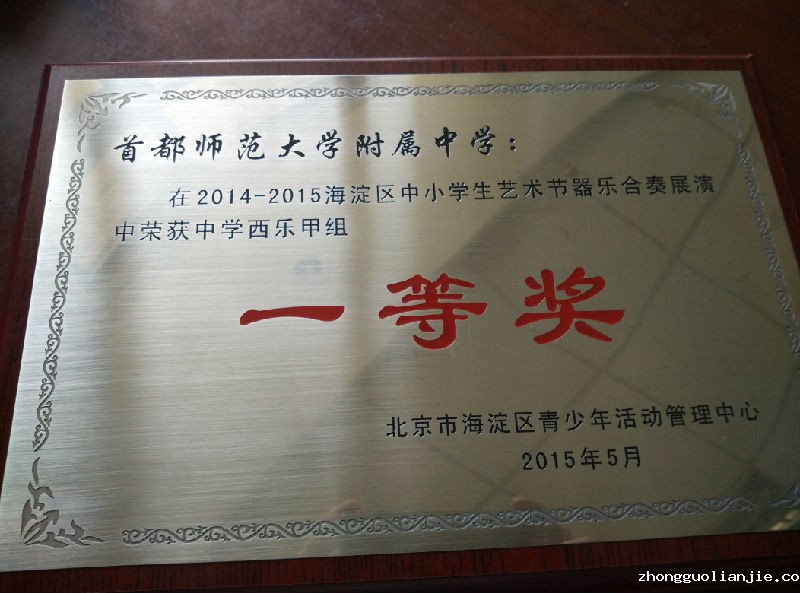 首都师范大学附属中学：
在2014-2015海淀区中小学生艺术节器乐合奏展演
中荣获中学西乐甲组
一等奖
北京市海淀区青少年活动管理中心
2015年5月
zhongguolianjie.co